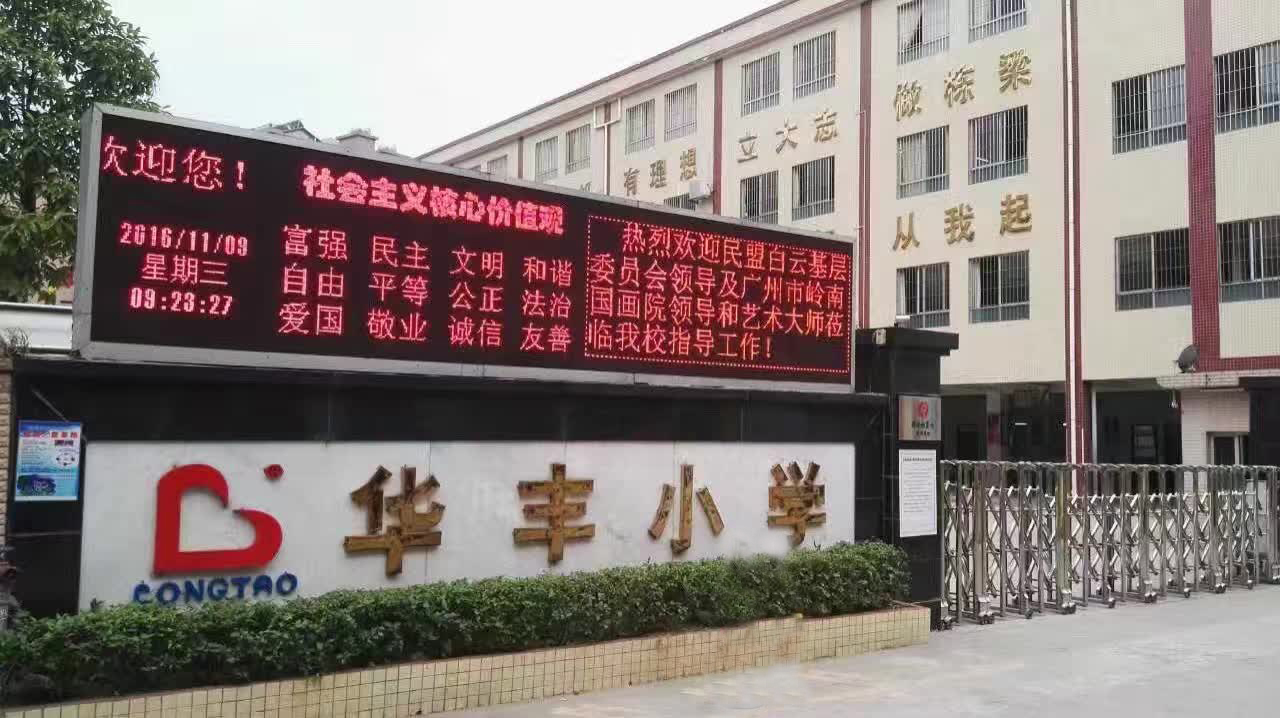 欢迎您！
2016/11/09
星期三
09:23:27
社会主义核心价值观
富强 民主 文明 和谐
自由 平等 公正 法治
爱国 敬业 诚信 友善
热烈欢迎民盟白云基层
委员会领导及广州市岭南
国画院领导和艺术大师莅
临我校指导工作！
有理想
立大志
做栋梁
从我起
华丰小学
CONGTAO